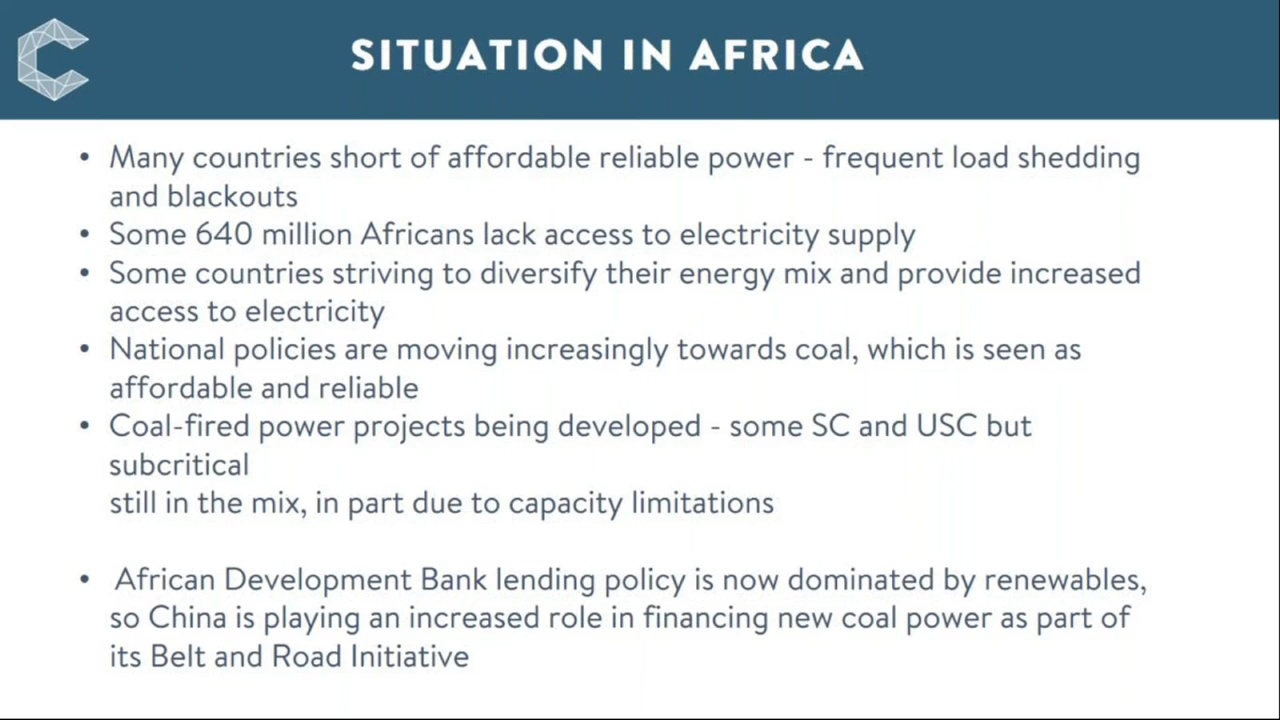 SITUATION IN AFRICA
• Many countries short of affordable reliable power - frequent load shedding
and blackouts
• Some 640 million Africans lack access to electricity supply
• Some countries striving to diversify their energy mix and provide increased
access to electricity
• National policies are moving increasingly towards coal, which is seen as
affordable and reliable
• Coal-fired power projects being developed - some SC and USC but
subcritical
still in the mix, in part due to capacity limitations
• African Development Bank lending policy is now dominated by renewables,
so China is playing an increased role in financing new coal power as part of
its Belt and Road Initiative